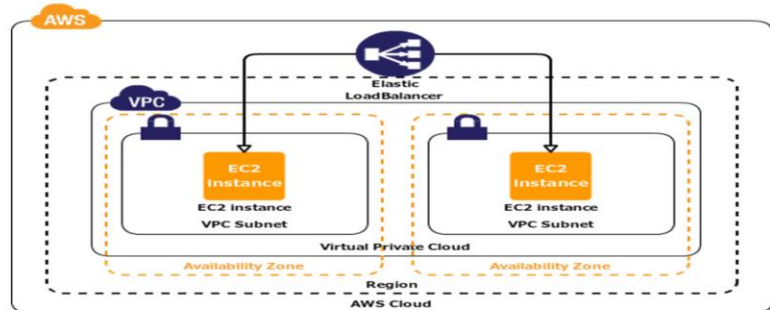 AWS
Elastic
LoadBalancer
VPC
EC2
instance
EC2
instance
EC2 instance
EC2 instance
VPC Subnet
VPC Subnet
Virtual Private Cloud
Availability Zone
Availability Zone
Region
AWS Cloud